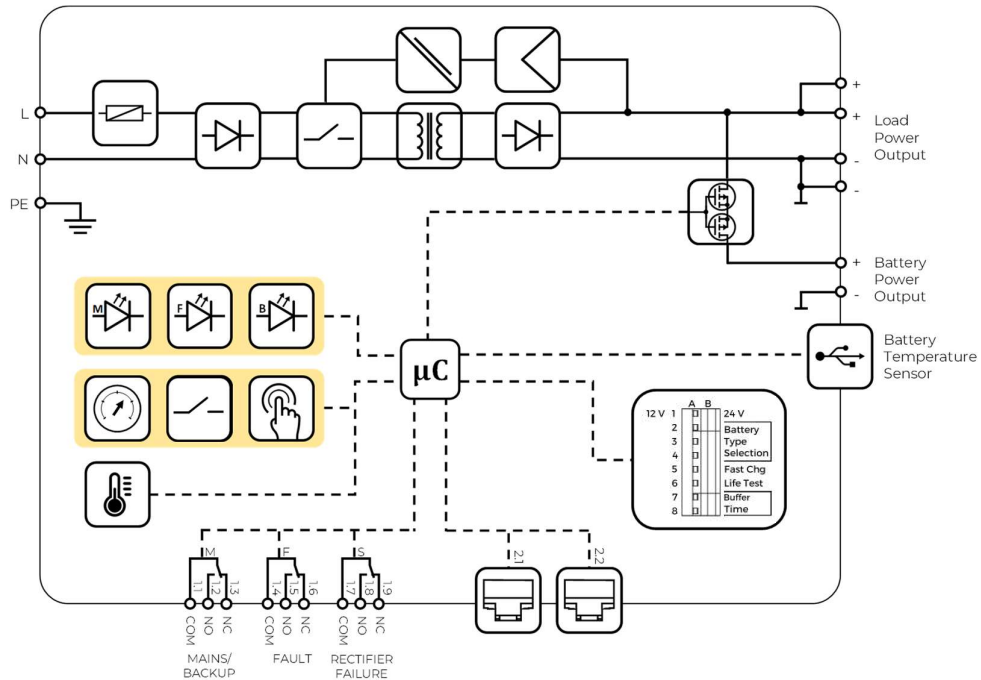 L
N
PE
+
+
-
-
Load
Power
Output
+
-
Battery
Power
Output
Battery
Temperature
Sensor
M
F
B
µC
A B
12 V 1 24 V
2 Battery
3 Type
4 Selection
5 Fast Chg
6 Life Test
7 Buffer
8 Time
M
F
S
1.1 1.2 1.3
1.4 1.5 1.6
1.7 1.8 1.9
2.1
2.2
COM NO NC
COM NO NC
COM NO NC
MAINS/
BACKUP
FAULT
RECTIFIER
FAILURE